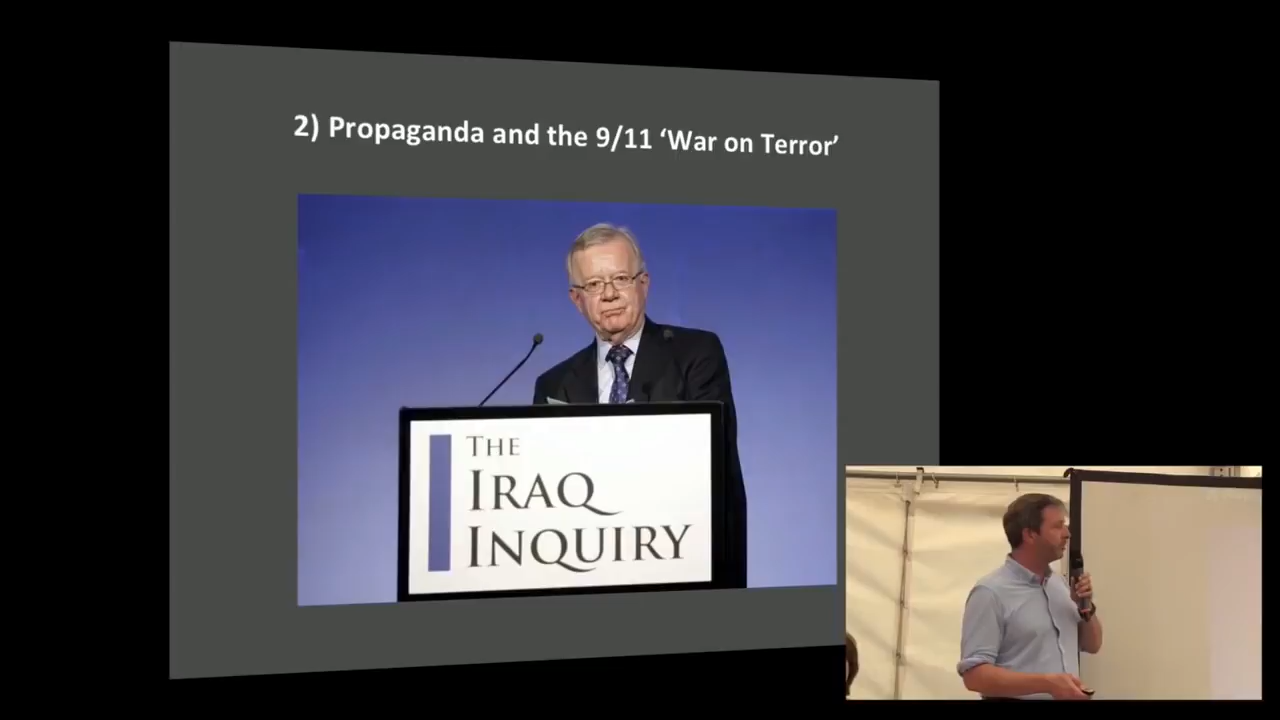 2) Propaganda and the 9/11 ‘War on Terror’
THE
IRAQ
INQUIRY